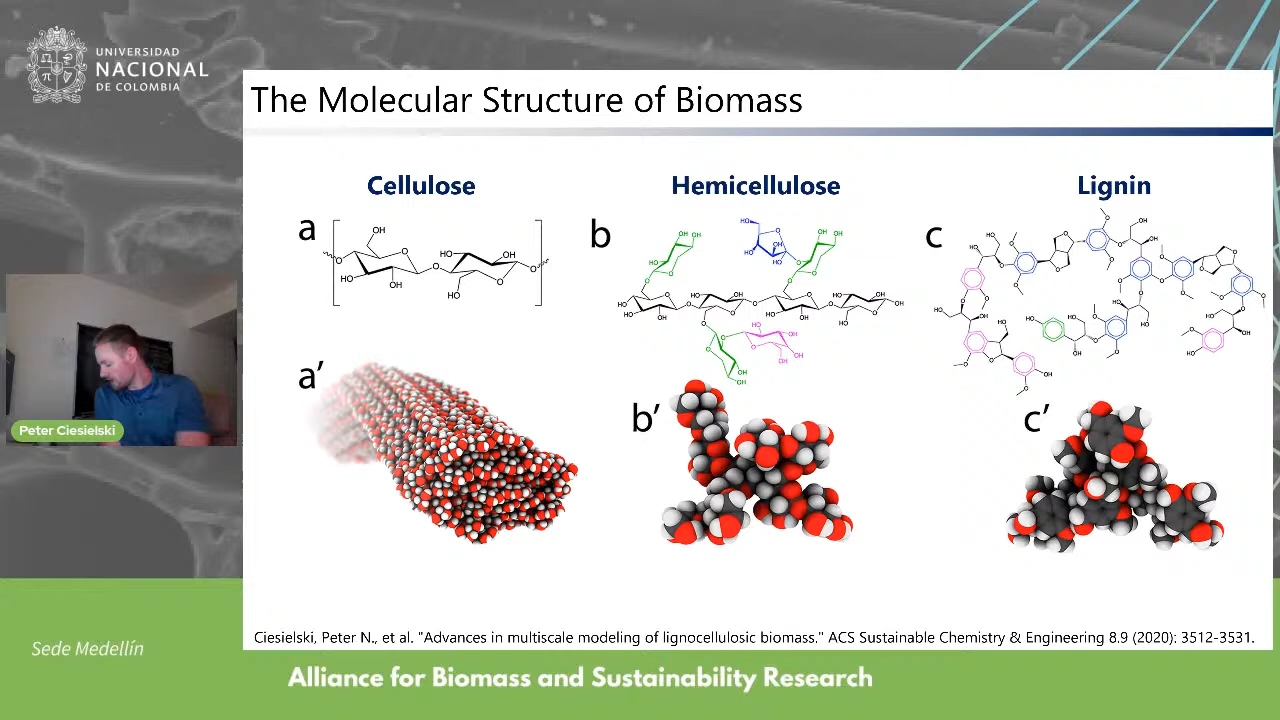 UNIVERSIDAD
NACIONAL
DE COLOMBIA
The Molecular Structure of Biomass
Cellulose
Hemicellulose
Lignin
a
b
c
a′
b′
c′
Peter Ciesielski
Ciesielski, Peter N., et al. "Advances in multiscale modeling of lignocellulosic biomass." ACS Sustainable Chemistry & Engineering 8.9 (2020): 3512-3531.
Sede Medellín
Alliance for Biomass and Sustainability Research